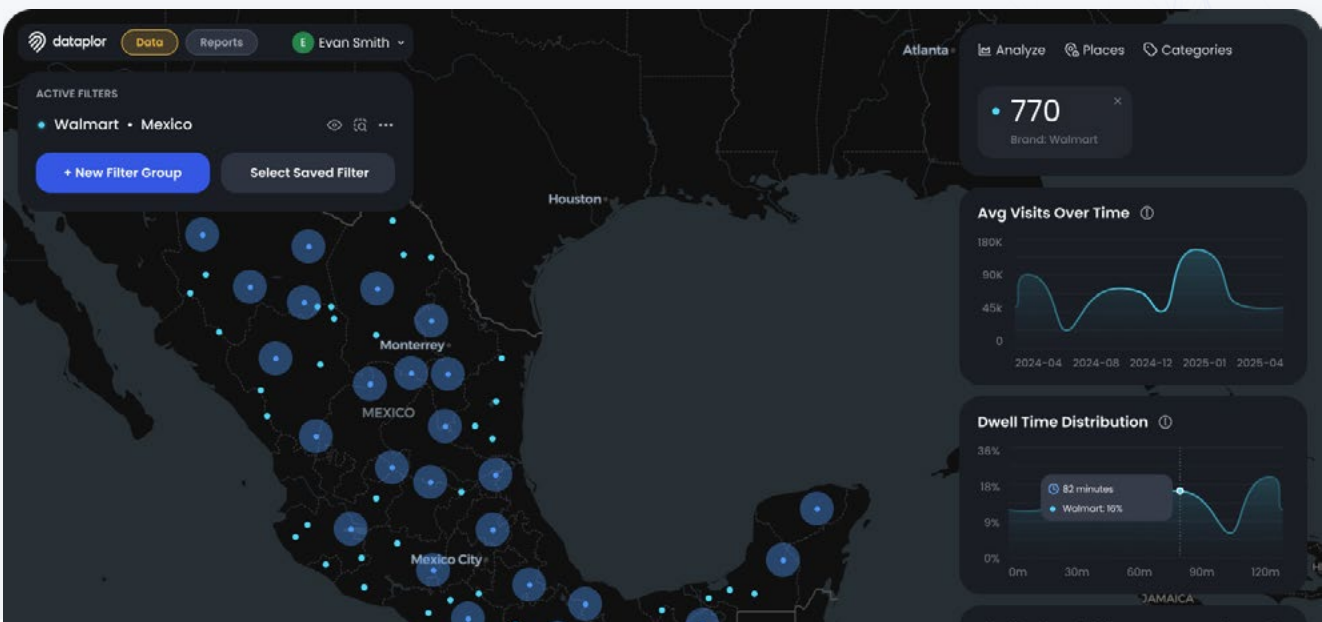 dataplor
Data
Reports
E
Evan Smith
ACTIVE FILTERS
Walmart • Mexico
+ New Filter Group
Select Saved Filter
Atlanta
Houston
Monterrey
MEXICO
Mexico City
JAMAICA
Analyze
Places
Categories
770
Brand: Walmart
Avg Visits Over Time
180K
90K
45k
0
2024-04 2024-08 2024-12 2025-01 2025-04
Dwell Time Distribution
36%
18%
9%
0%
82 minutes
Walmart: 16%
0m 30m 60m 90m 120m